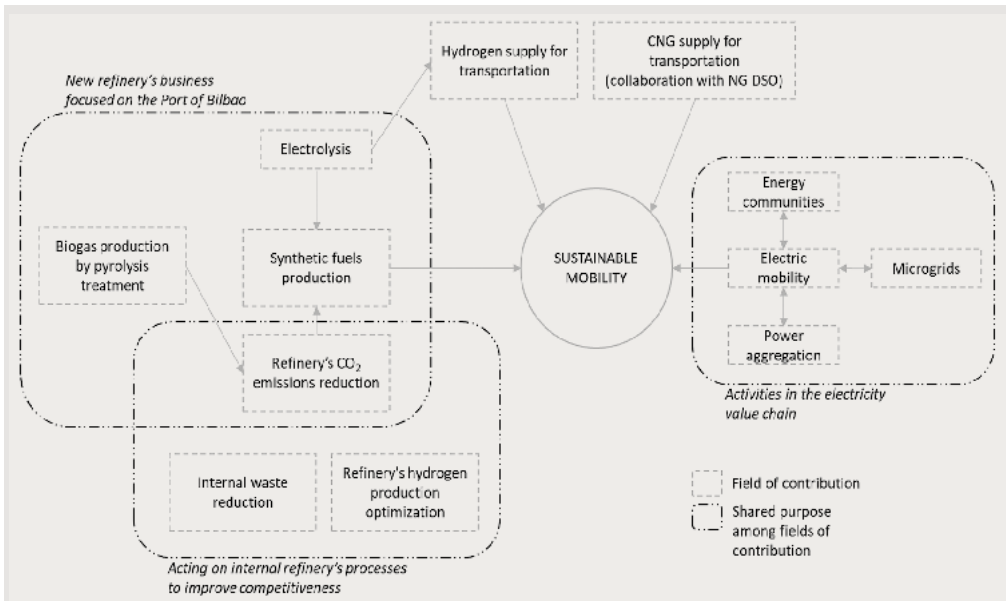 Hydrogen supply for
transportation
CNG supply for
transportation
(collaboration with NG DSO)
New refinery's business
focused on the Port of Bilbao
Electrolysis
Energy
communities
Biogas production
by pyrolysis
treatment
Synthetic fuels
production
SUSTAINABLE
MOBILITY
Electric
mobility
Microgrids
Power
aggregation
Refinery's CO₂
emissions reduction
Activities in the electricity
value chain
Internal waste
reduction
Refinery's hydrogen
production
optimization
Field of contribution
Shared purpose
among fields of
contribution
Acting on internal refinery's processes
to improve competitiveness